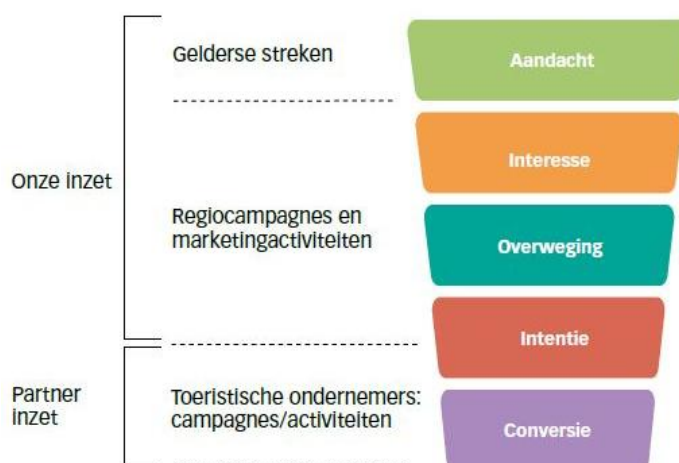 Gelderse streken
Aandacht
Interesse
Onze inzet
Regiocampagnes en
marketingactiviteiten
Overweging
Intentie
Partner
inzet
Toeristische ondernemers:
campagnes/activiteiten
Conversie